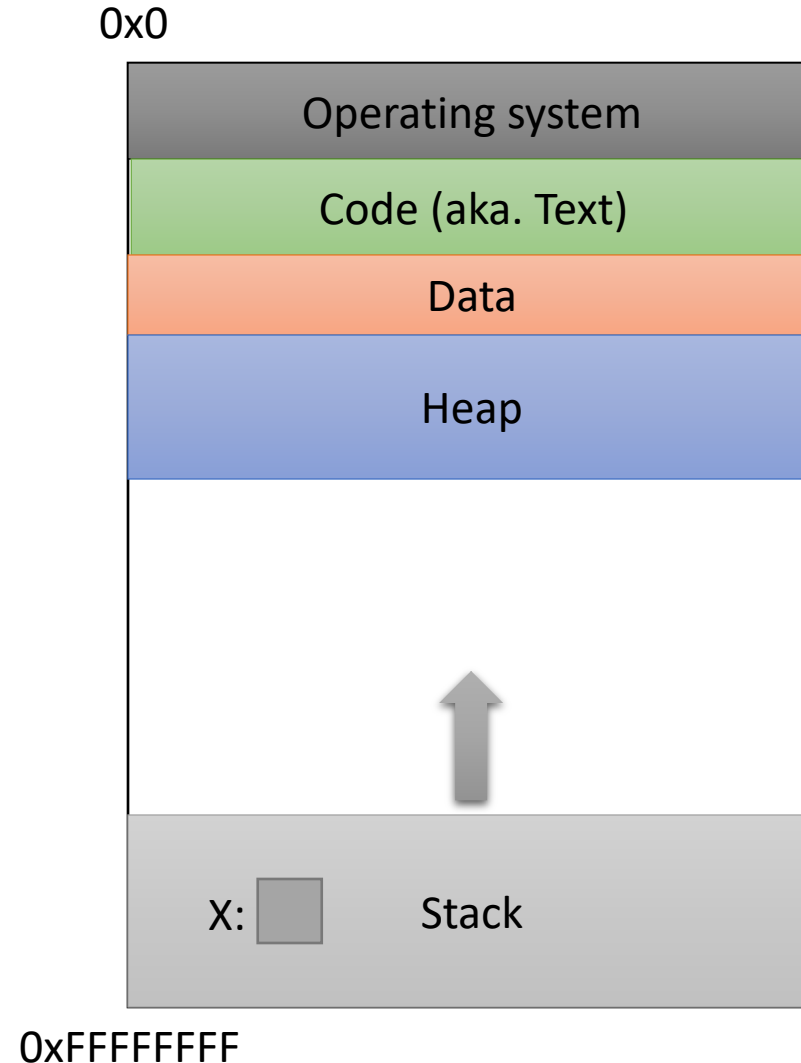 0x0
Operating system
Code (aka. Text)
Data
Heap
X:
Stack
0xFFFFFFFF